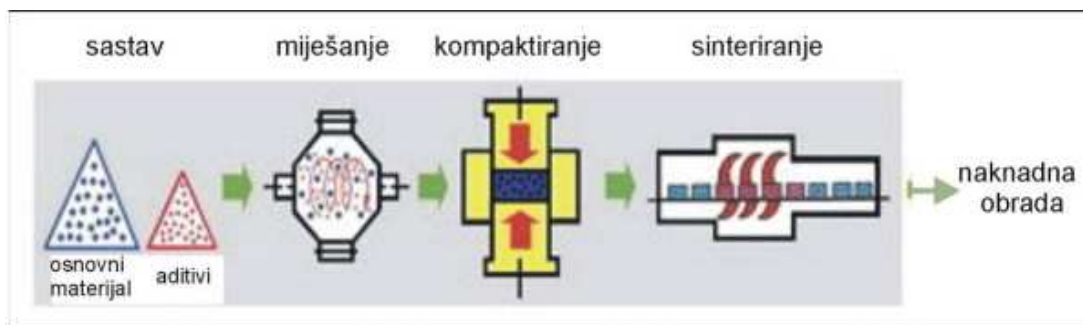 sastav
miješanje
kompaktiranje
sinteriranje
osnovni
materijal
aditivi
naknadna
obrada